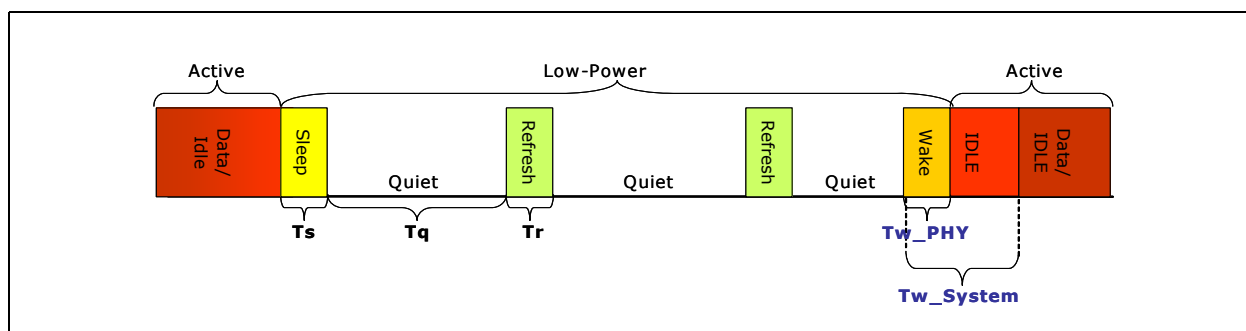 Active
Low-Power
Active
Data/
Idle
Sleep
Quiet
Refresh
Quiet
Refresh
Quiet
Wake
IDLE
Data/
IDLE
Ts
Tq
Tr
Tw_PHY
Tw_System